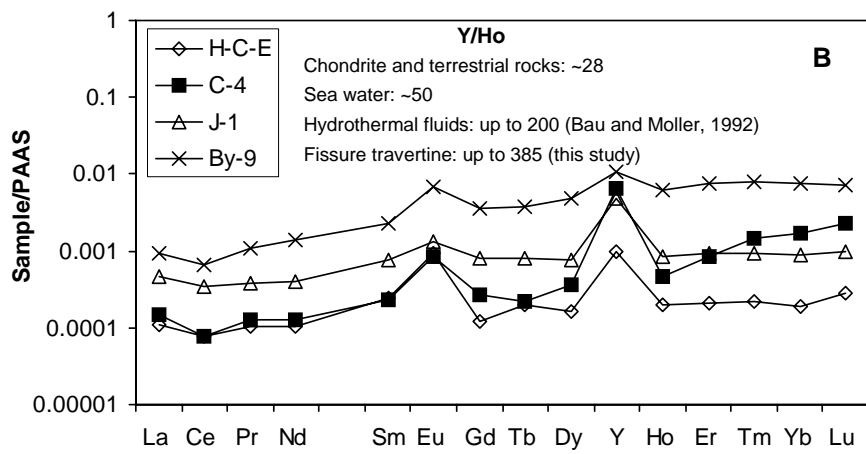 1
0.1
0.01
0.001
0.0001
0.00001
Sample/PAAS
H-C-E
C-4
J-1
By-9
Y/Ho
Chondrite and terrestrial rocks: ~28
Sea water: ~50
Hydrothermal fluids: up to 200 (Bau and Moller, 1992)
Fissure travertine: up to 385 (this study)
B
La Ce Pr Nd Sm Eu Gd Tb Dy Y Ho Er Tm Yb Lu